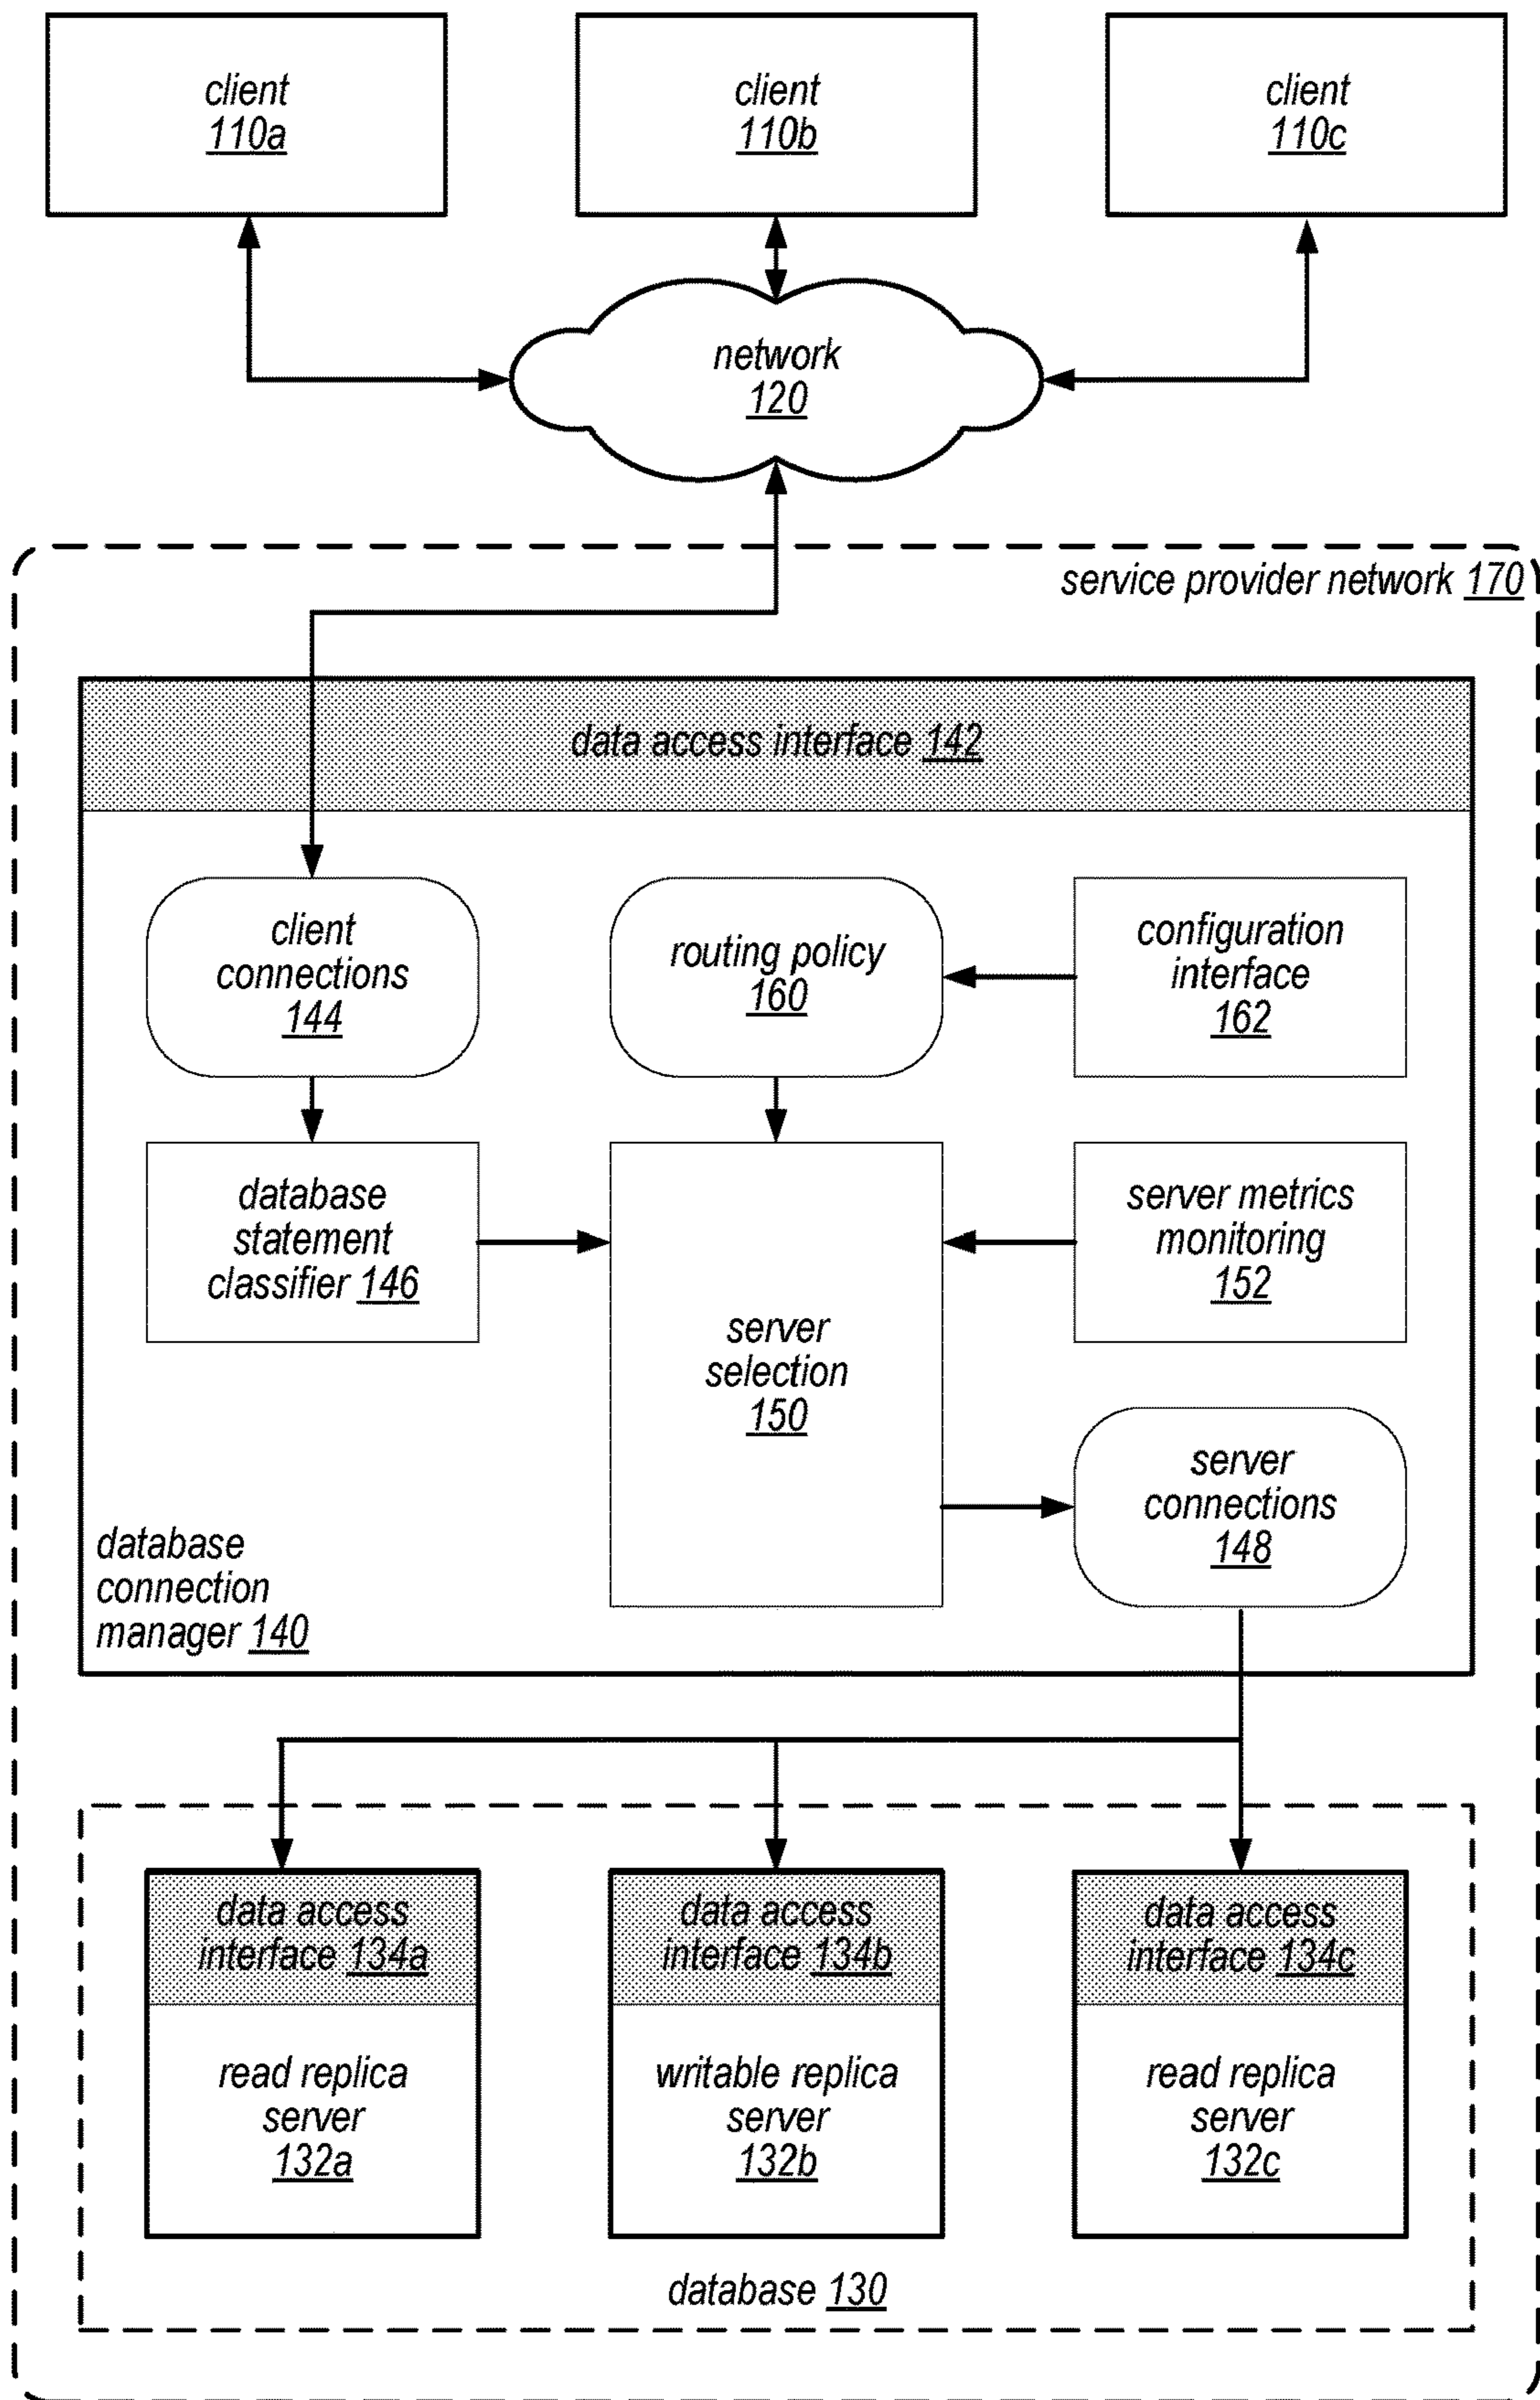 client
110a
client
110b
client
110c
network
120
service provider network 170
data access interface 142
client
connections
144
routing policy
160
configuration
interface
162
database
statement
classifier 146
server
selection
150
server metrics
monitoring
152
server
connections
148
database
connection
manager 140
data access
interface 134a
read replica
server
132a
data access
interface 134b
writable replica
server
132b
data access
interface 134c
read replica
server
132c
database 130